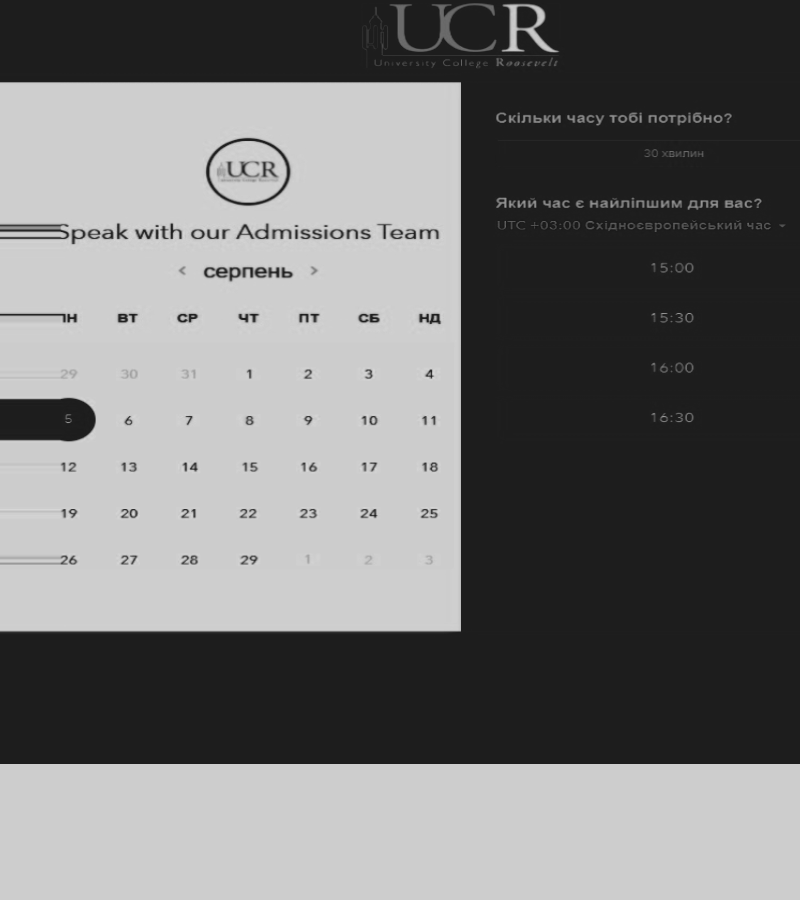 UCR
University College Roosevelt
UCR
Speak with our Admissions Team
< серпень >
ПН ВТ СР ЧТ ПТ СБ НД
29 30 31 1 2 3 4
5 6 7 8 9 10 11
12 13 14 15 16 17 18
19 20 21 22 23 24 25
26 27 28 29 1 2 3
Скільки часу тобі потрібно?
30 хвилин
Який час є найліпшим для вас?
UTC +03:00 Східноєвропейський час
15:00
15:30
16:00
16:30